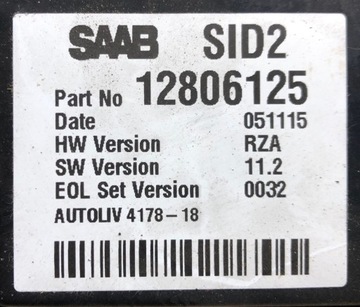 SAAB SID2
Part No 12806125
Date 051115
HW Version RZA
SW Version 11.2
EOL Set Version 0032
AUTOLIV 4178-18